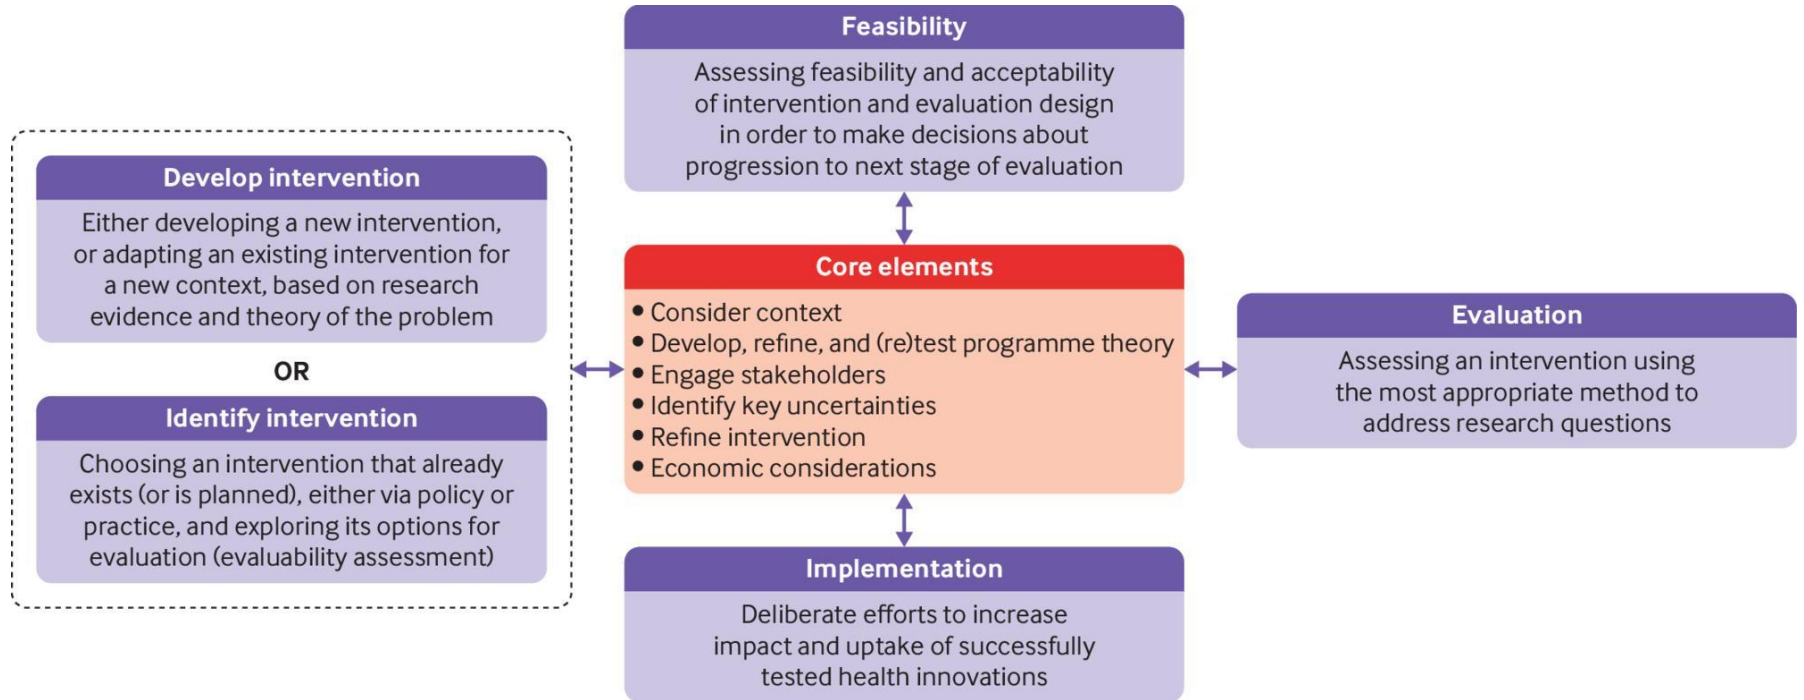 Feasibility
Assessing feasibility and acceptability
of intervention and evaluation design
in order to make decisions about
progression to next stage of evaluation
Develop intervention
Either developing a new intervention,
or adapting an existing intervention for
a new context, based on research
evidence and theory of the problem
OR
Identify intervention
Choosing an intervention that already
exists (or is planned), either via policy or
practice, and exploring its options for
evaluation (evaluability assessment)
Core elements
• Consider context
• Develop, refine, and (re)test programme theory
• Engage stakeholders
• Identify key uncertainties
• Refine intervention
• Economic considerations
Evaluation
Assessing an intervention using
the most appropriate method to
address research questions
Implementation
Deliberate efforts to increase
impact and uptake of successfully
tested health innovations